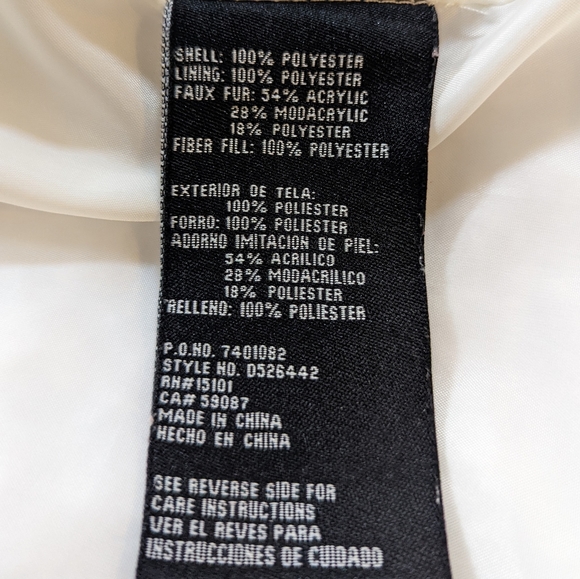 SHELL: 100% POLYESTER
LINING: 100% POLYESTER
FAUX FUR: 54% ACRYLIC
28% MODACRYLIC
18% POLYESTER
FIBER FILL: 100% POLYESTER
EXTERIOR DE TELA:
100% POLIESTER
FORRO: 100% POLIESTER
ADORNO IMITACION DE PIEL:
54% ACRILICO
28% MODACRILICO
18% POLIESTER
RELLENO: 100% POLIESTER
P.O.NO. 7401082
STYLE NO. D526442
RN#15101
CA# 59087
MADE IN CHINA
HECHO EN CHINA
SEE REVERSE SIDE FOR
CARE INSTRUCTIONS
VER EL REVES PARA
INSTRUCCIONES DE CUIDADO